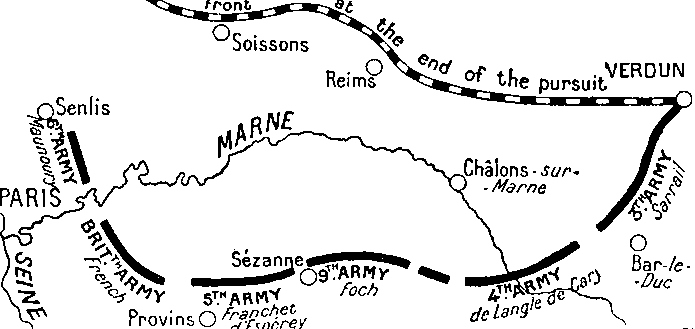 front at the end of the pursuit
Soissons
Reims
VERDUN
Senlis
6TH ARMY
Maunoury
MARNE
Châlons-sur-
-Marne
3TH ARMY
Sarrail
PARIS
SEINE
BRITTH ARMY
French
Sézanne
9TH ARMY
Foch
5TH ARMY
Franchet
d'Esperey
Provins
4TH ARMY
de Langle de Cary
Bar-le-
-Duc